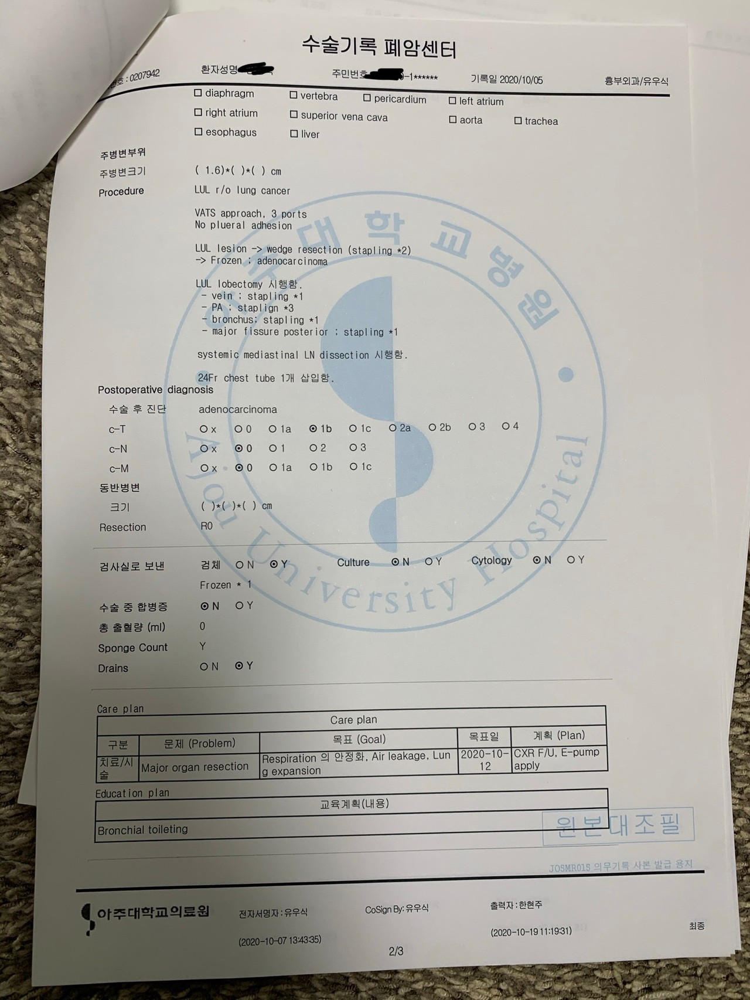 수술기록 폐암센터
호 : 0207942 환자성명 주민번호 -1****** 기록일 2020/10/05 흉부외과/유우식
□ diaphragm □ vertebra □ pericardium □ left atrium
□ right atrium □ superior vena cava □ aorta □ trachea
□ esophagus □ liver
주병변부위
주병변크기 ( 1.6)*( )*( ) cm
Procedure LUL r/o lung cancer
VATS approach, 3 ports
No plueral adhesion
LUL lesion -> wedge resection (stapling *2)
-> Frozen ; adenocarcinoma
LUL lobectomy 시행함.
- vein ; stapling *1
- PA ; staplign *3
- bronchus; stapling *1
- major fissure posterior ; stapling *1
systemic mediastinal LN dissection 시행함.
24Fr chest tube 1개 삽입함.
Postoperative diagnosis
수술 후 진단 adenocarcinoma
c-T ○ x ○ 0 ○ 1a ⊙ 1b ○ 1c ○ 2a ○ 2b ○ 3 ○ 4
c-N ○ x ⊙ 0 ○ 1 ○ 2 ○ 3
c-M ○ x ⊙ 0 ○ 1a ○ 1b ○ 1c
동반병변
크기 ( )*( )*( ) cm
Resection R0
검사실로 보낸 검체 ○ N ⊙ Y Culture ⊙ N ○ Y Cytology ⊙ N ○ Y
Frozen * 1
수술 중 합병증 ⊙ N ○ Y
총 출혈량 (ml) 0
Sponge Count Y
Drains ○ N ⊙ Y
아주대학교병원
Ajou University Hospital
Care plan
Care plan
구분 문제 (Problem) 목표 (Goal) 목표일 계획 (Plan)
치료/시 Major organ resection Respiration 의 안정화, Air leakage, Lun 2020-10- CXR F/U, E-pump
술 g expansion 12 apply
Education plan
교육계획(내용)
Bronchial toileting
원본대조필
JO5MR015 의무기록 사본 발급 용지
아주대학교의료원 전자서명자 : 유우식 CoSign By: 유우식 출력자 : 한현주
(2020-10-07 13:43:35) (2020-10-19 11:19:31) 최종
2/3